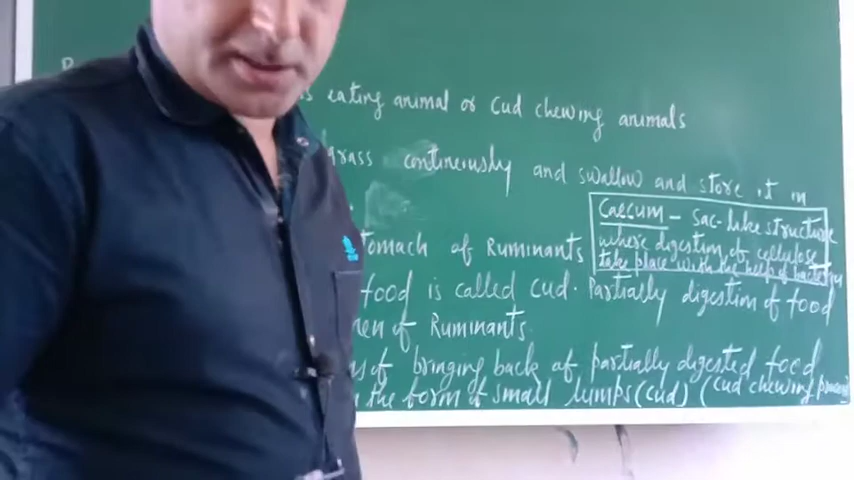 eating animal or cud chewing animals
grass continuously and swallow and store it in
Caecum - Sac-like structure
where digestion of cellulose
take place with the help of bacteria
stomach of Ruminants
food is called cud. Partially digestion of food
of Ruminants
of bringing back of partially digested food
the form of small lumps (cud) (cud chewing process)